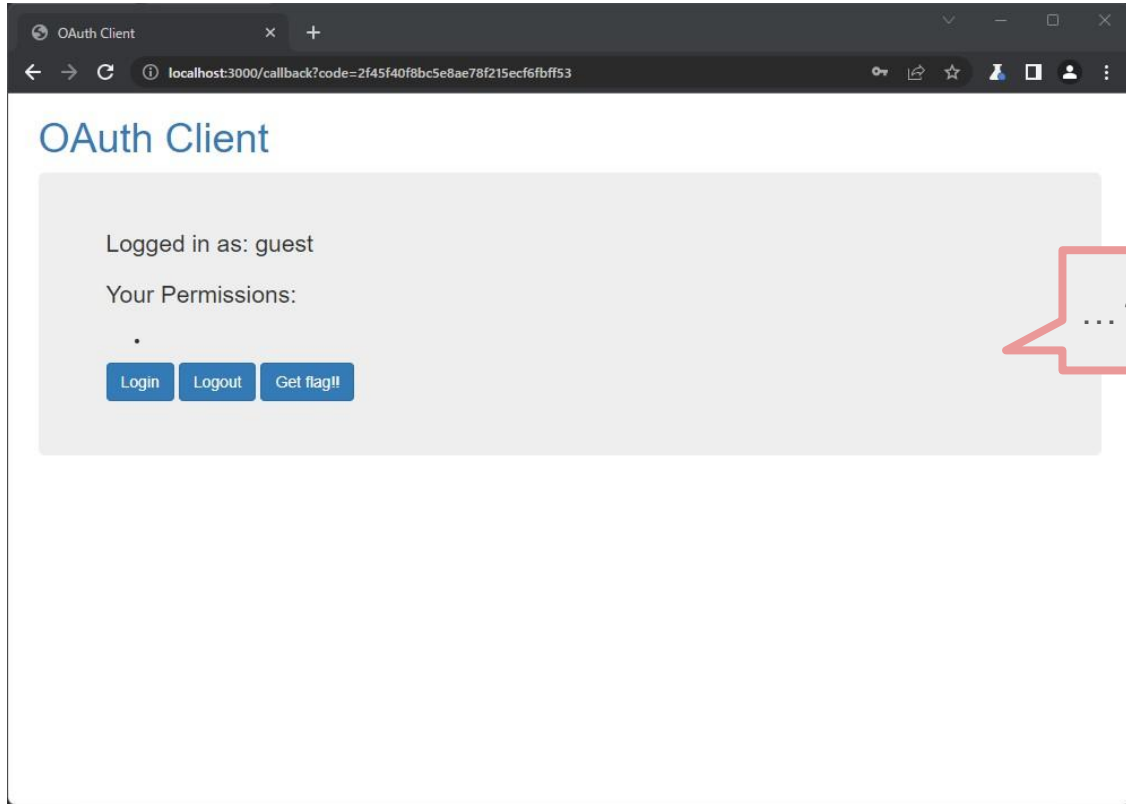 OAuth Client
localhost:3000/callback?code=2f45f40f8bc5e8ae78f215ecf6fbff53
OAuth Client
Logged in as: guest
Your Permissions:
•
Login Logout Get flag!!
...